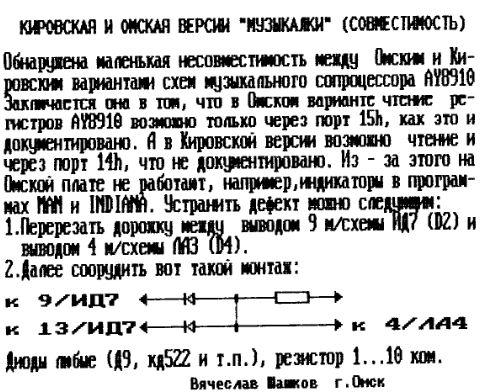 КИРОВСКАЯ И ОМСКАЯ ВЕРСИИ "МУЗЫКАЛКИ" (СОВМЕСТИМОСТЬ)
Обнаружена маленькая несовместимость между Омским и Ки-
ровским вариантами схем музыкального сопроцессора AY8910
Заключается она в том, что в Омском варианте чтение ре-
гистров AY8910 возможно только через порт 15h, как это и
документировано. А в Кировской версии возможно чтение и
через порт 14h, что не документировано. Из - за этого на
Омской плате не работают, например,индикаторы в програм-
мах MAM и INDIANA. Устранить дефект можно следующим:
1.Перерезать дорожку между выводом 9 м/схемы ИД7 (D2) и
выводом 4 м/схемы ЛА3 (D4).
2.Далее соорудить вот такой монтаж:
к 9/ИД7
к 13/ИД7 к 4/ЛА4
Диоды любые (Д9, кд522 и т.п.), резистор 1...10 ком.
Вячеслав Машков г.Омск